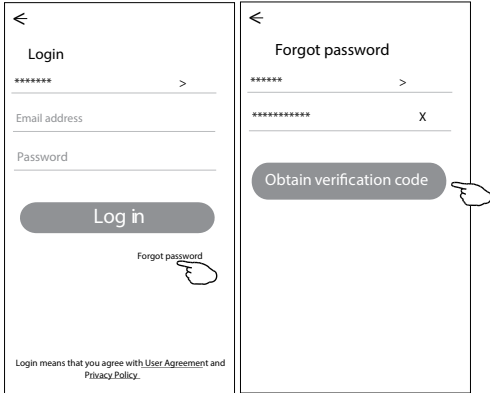 Login
******* >
Email address
Password
Log in
Forgot password
Login means that you agree with User Agreement and
Privacy Policy
Forgot password
****** >
*********** X
Obtain verification code